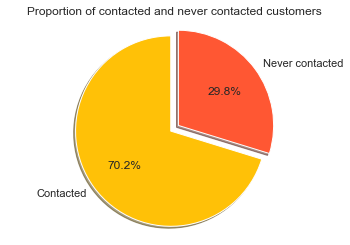 Proportion of contacted and never contacted customers
Never contacted
29.8%
70.2%
Contacted